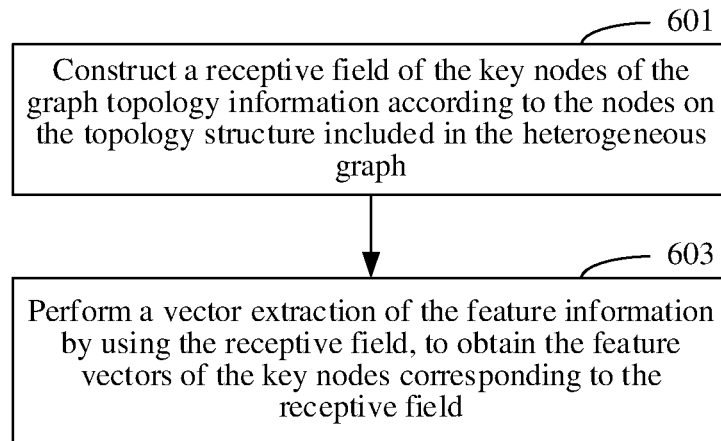 601
Construct a receptive field of the key nodes of the
graph topology information according to the nodes on
the topology structure included in the heterogeneous
graph
603
Perform a vector extraction of the feature information
by using the receptive field, to obtain the feature
vectors of the key nodes corresponding to the
receptive field